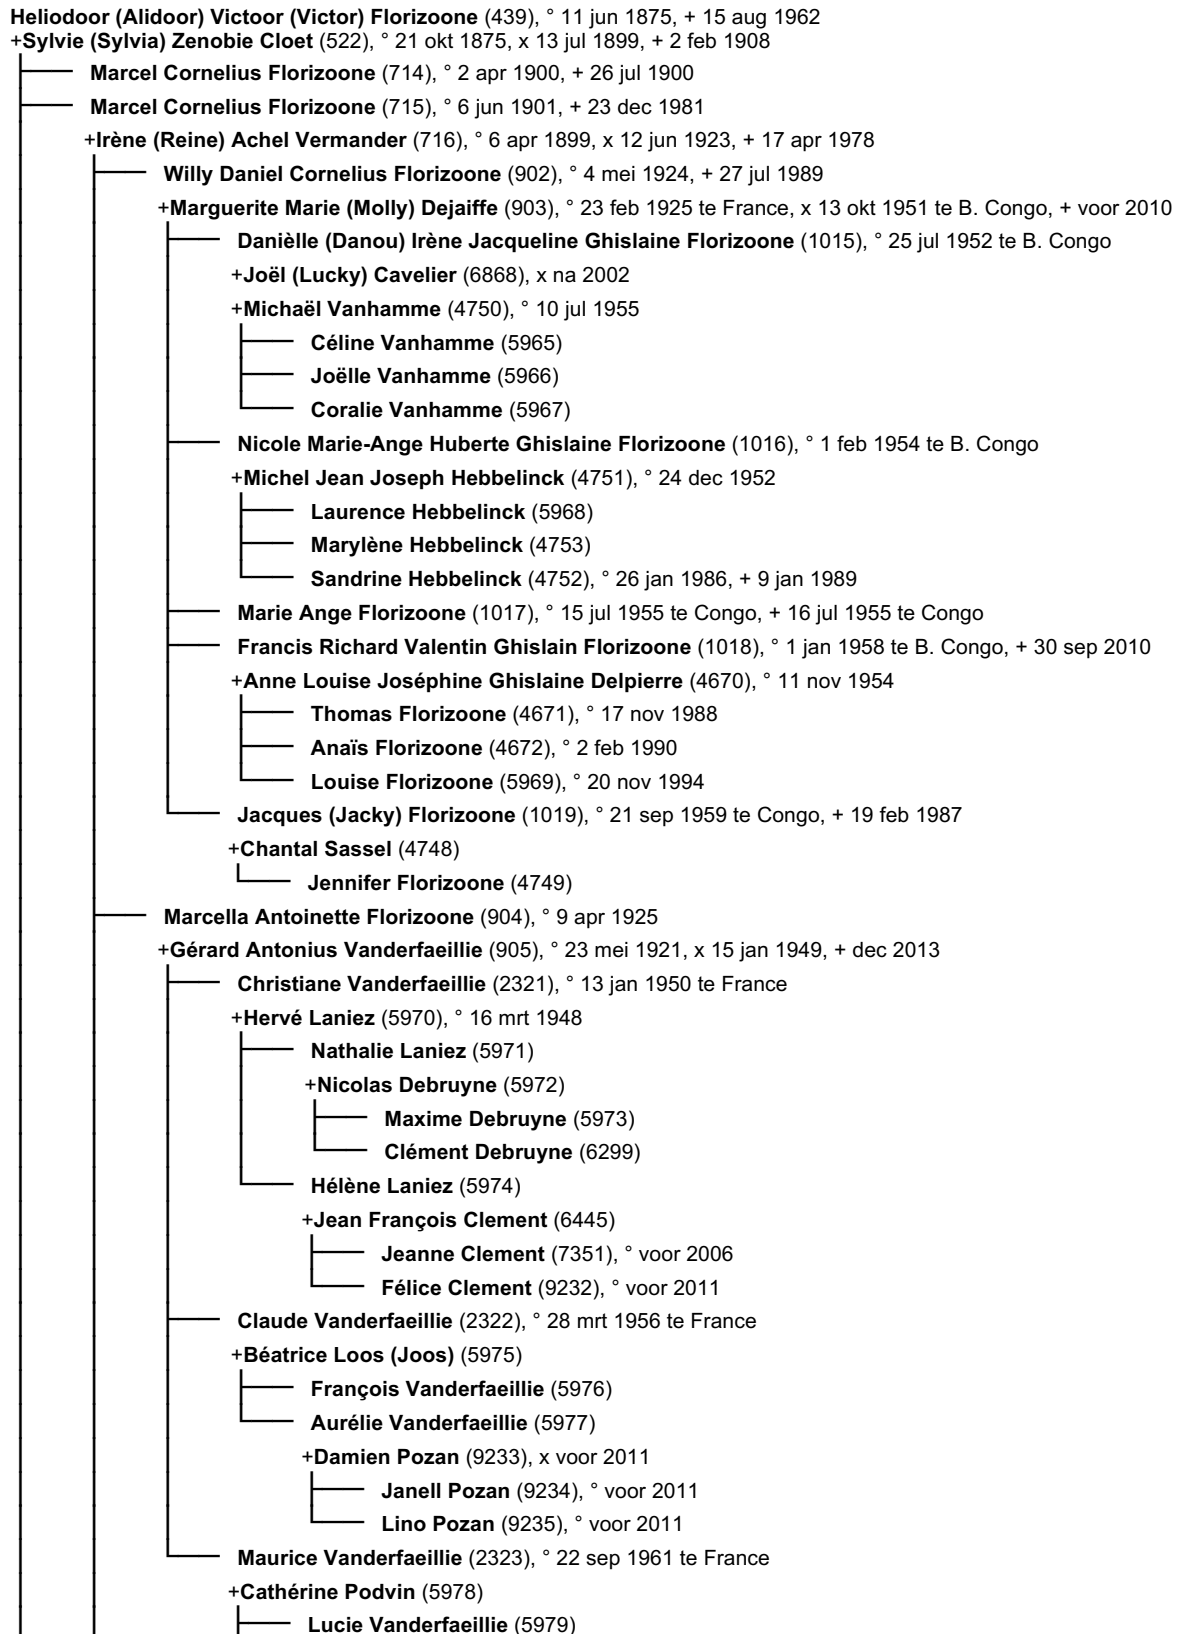 Heliodoor (Alidoor) Victoor (Victor) Florizoone (439), ° 11 jun 1875, + 15 aug 1962
+Sylvie (Sylvia) Zenobie Cloet (522), ° 21 okt 1875, x 13 jul 1899, + 2 feb 1908
Marcel Cornelius Florizoone (714), ° 2 apr 1900, + 26 jul 1900
Marcel Cornelius Florizoone (715), ° 6 jun 1901, + 23 dec 1981
+Irène (Reine) Achel Vermander (716), ° 6 apr 1899, x 12 jun 1923, + 17 apr 1978
Willy Daniel Cornelius Florizoone (902), ° 4 mei 1924, + 27 jul 1989
+Marguerite Marie (Molly) Dejaiffe (903), ° 23 feb 1925 te France, x 13 okt 1951 te B. Congo, + voor 2010
Danièlle (Danou) Irène Jacqueline Ghislaine Florizoone (1015), ° 25 jul 1952 te B. Congo
+Joël (Lucky) Cavelier (6868), x na 2002
+Michaël Vanhamme (4750), ° 10 jul 1955
Céline Vanhamme (5965)
Joëlle Vanhamme (5966)
Coralie Vanhamme (5967)
Nicole Marie-Ange Huberte Ghislaine Florizoone (1016), ° 1 feb 1954 te B. Congo
+Michel Jean Joseph Hebbelinck (4751), ° 24 dec 1952
Laurence Hebbelinck (5968)
Marylène Hebbelinck (4753)
Sandrine Hebbelinck (4752), ° 26 jan 1986, + 9 jan 1989
Marie Ange Florizoone (1017), ° 15 jul 1955 te Congo, + 16 jul 1955 te Congo
Francis Richard Valentin Ghislain Florizoone (1018), ° 1 jan 1958 te B. Congo, + 30 sep 2010
+Anne Louise Joséphine Ghislaine Delpierre (4670), ° 11 nov 1954
Thomas Florizoone (4671), ° 17 nov 1988
Anaïs Florizoone (4672), ° 2 feb 1990
Louise Florizoone (5969), ° 20 nov 1994
Jacques (Jacky) Florizoone (1019), ° 21 sep 1959 te Congo, + 19 feb 1987
+Chantal Sassel (4748)
Jennifer Florizoone (4749)
Marcella Antoinette Florizoone (904), ° 9 apr 1925
+Gérard Antonius Vanderfaeillie (905), ° 23 mei 1921, x 15 jan 1949, + dec 2013
Christiane Vanderfaeillie (2321), ° 13 jan 1950 te France
+Hervé Laniez (5970), ° 16 mrt 1948
Nathalie Laniez (5971)
+Nicolas Debruyne (5972)
Maxime Debruyne (5973)
Clément Debruyne (6299)
Hélène Laniez (5974)
+Jean François Clement (6445)
Jeanne Clement (7351), ° voor 2006
Félice Clement (9232), ° voor 2011
Claude Vanderfaeillie (2322), ° 28 mrt 1956 te France
+Béatrice Loos (Joos) (5975)
François Vanderfaeillie (5976)
Aurélie Vanderfaeillie (5977)
+Damien Pozan (9233), x voor 2011
Janell Pozan (9234), ° voor 2011
Lino Pozan (9235), ° voor 2011
Maurice Vanderfaeillie (2323), ° 22 sep 1961 te France
+Cathérine Podvin (5978)
Lucie Vanderfaeillie (5979)